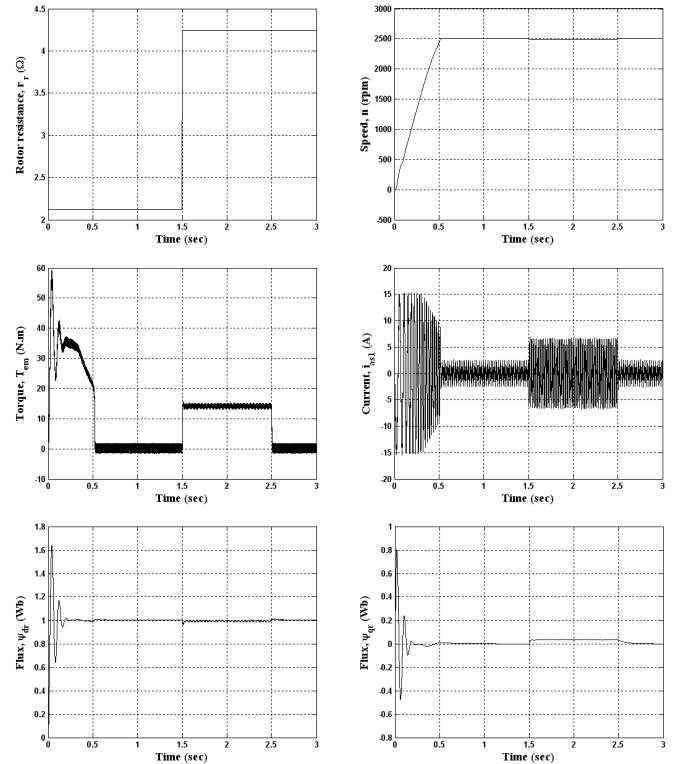 4.5
4
3.5
3
2.5
2
0 0.5 1 1.5 2 2.5 3
Time (sec)
Rotor resistance, r_r (Ω)
3000
2500
2000
1500
1000
500
0
-500
0 0.5 1 1.5 2 2.5 3
Time (sec)
Speed, n (rpm)
60
50
40
30
20
10
0
-10
0 0.5 1 1.5 2 2.5 3
Time (sec)
Torque, T_em (N.m)
20
15
10
5
0
-5
-10
-15
-20
0 0.5 1 1.5 2 2.5 3
Time (sec)
Current, i_as1 (A)
1.8
1.6
1.4
1.2
1
0.8
0.6
0.4
0.2
0
0 0.5 1 1.5 2 2.5 3
Time (sec)
Flux, ψ_dr (Wb)
1
0.8
0.6
0.4
0.2
0
-0.2
-0.4
-0.6
-0.8
0 0.5 1 1.5 2 2.5 3
Time (sec)
Flux, ψ_qr (Wb)